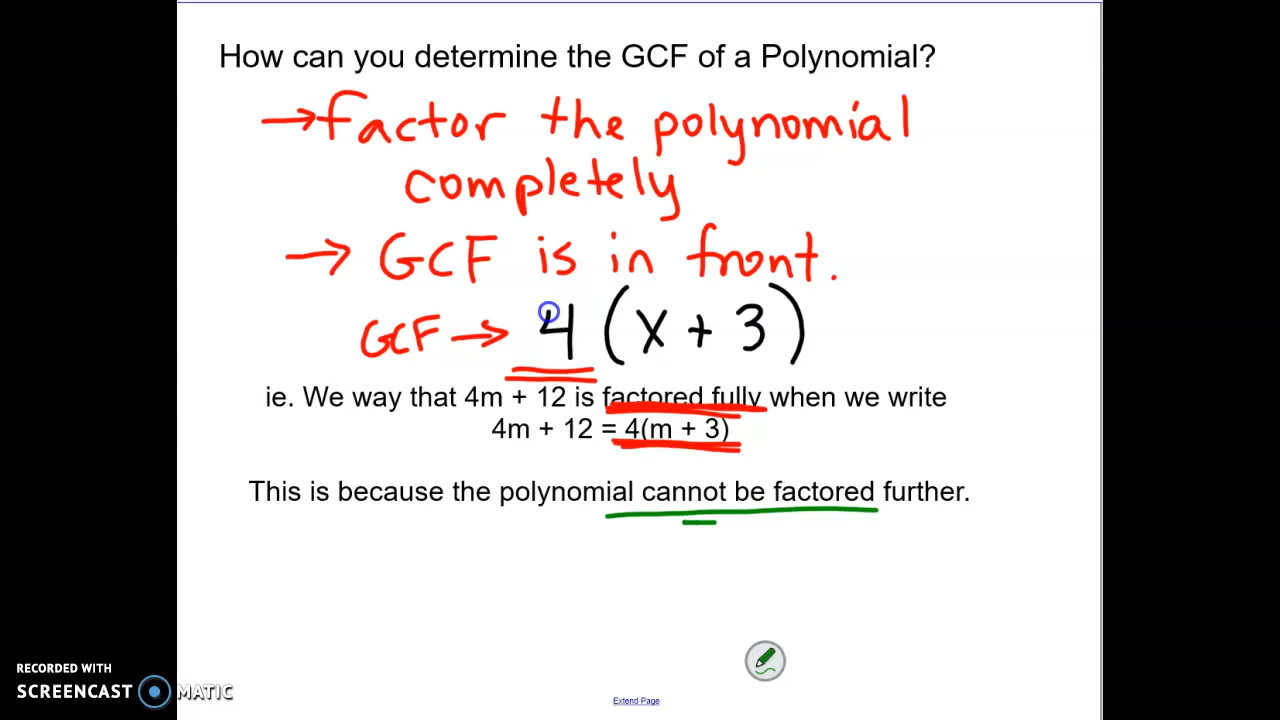 How can you determine the GCF of a Polynomial?
→ factor the polynomial
completely
→ GCF is in front.
GCF → 4 (x + 3)
ie. We way that 4m + 12 is factored fully when we write
4m + 12 = 4(m + 3)
This is because the polynomial cannot be factored further.
RECORDED WITH
SCREENCAST MATIC
Extend Page